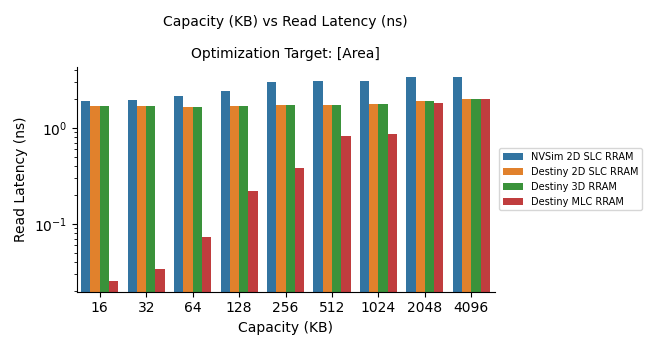 Capacity (KB) vs Read Latency (ns)
Optimization Target: [Area]
Read Latency (ns)
10⁰
10⁻¹
16 32 64 128 256 512 1024 2048 4096
Capacity (KB)
NVSim 2D SLC RRAM
Destiny 2D SLC RRAM
Destiny 3D RRAM
Destiny MLC RRAM